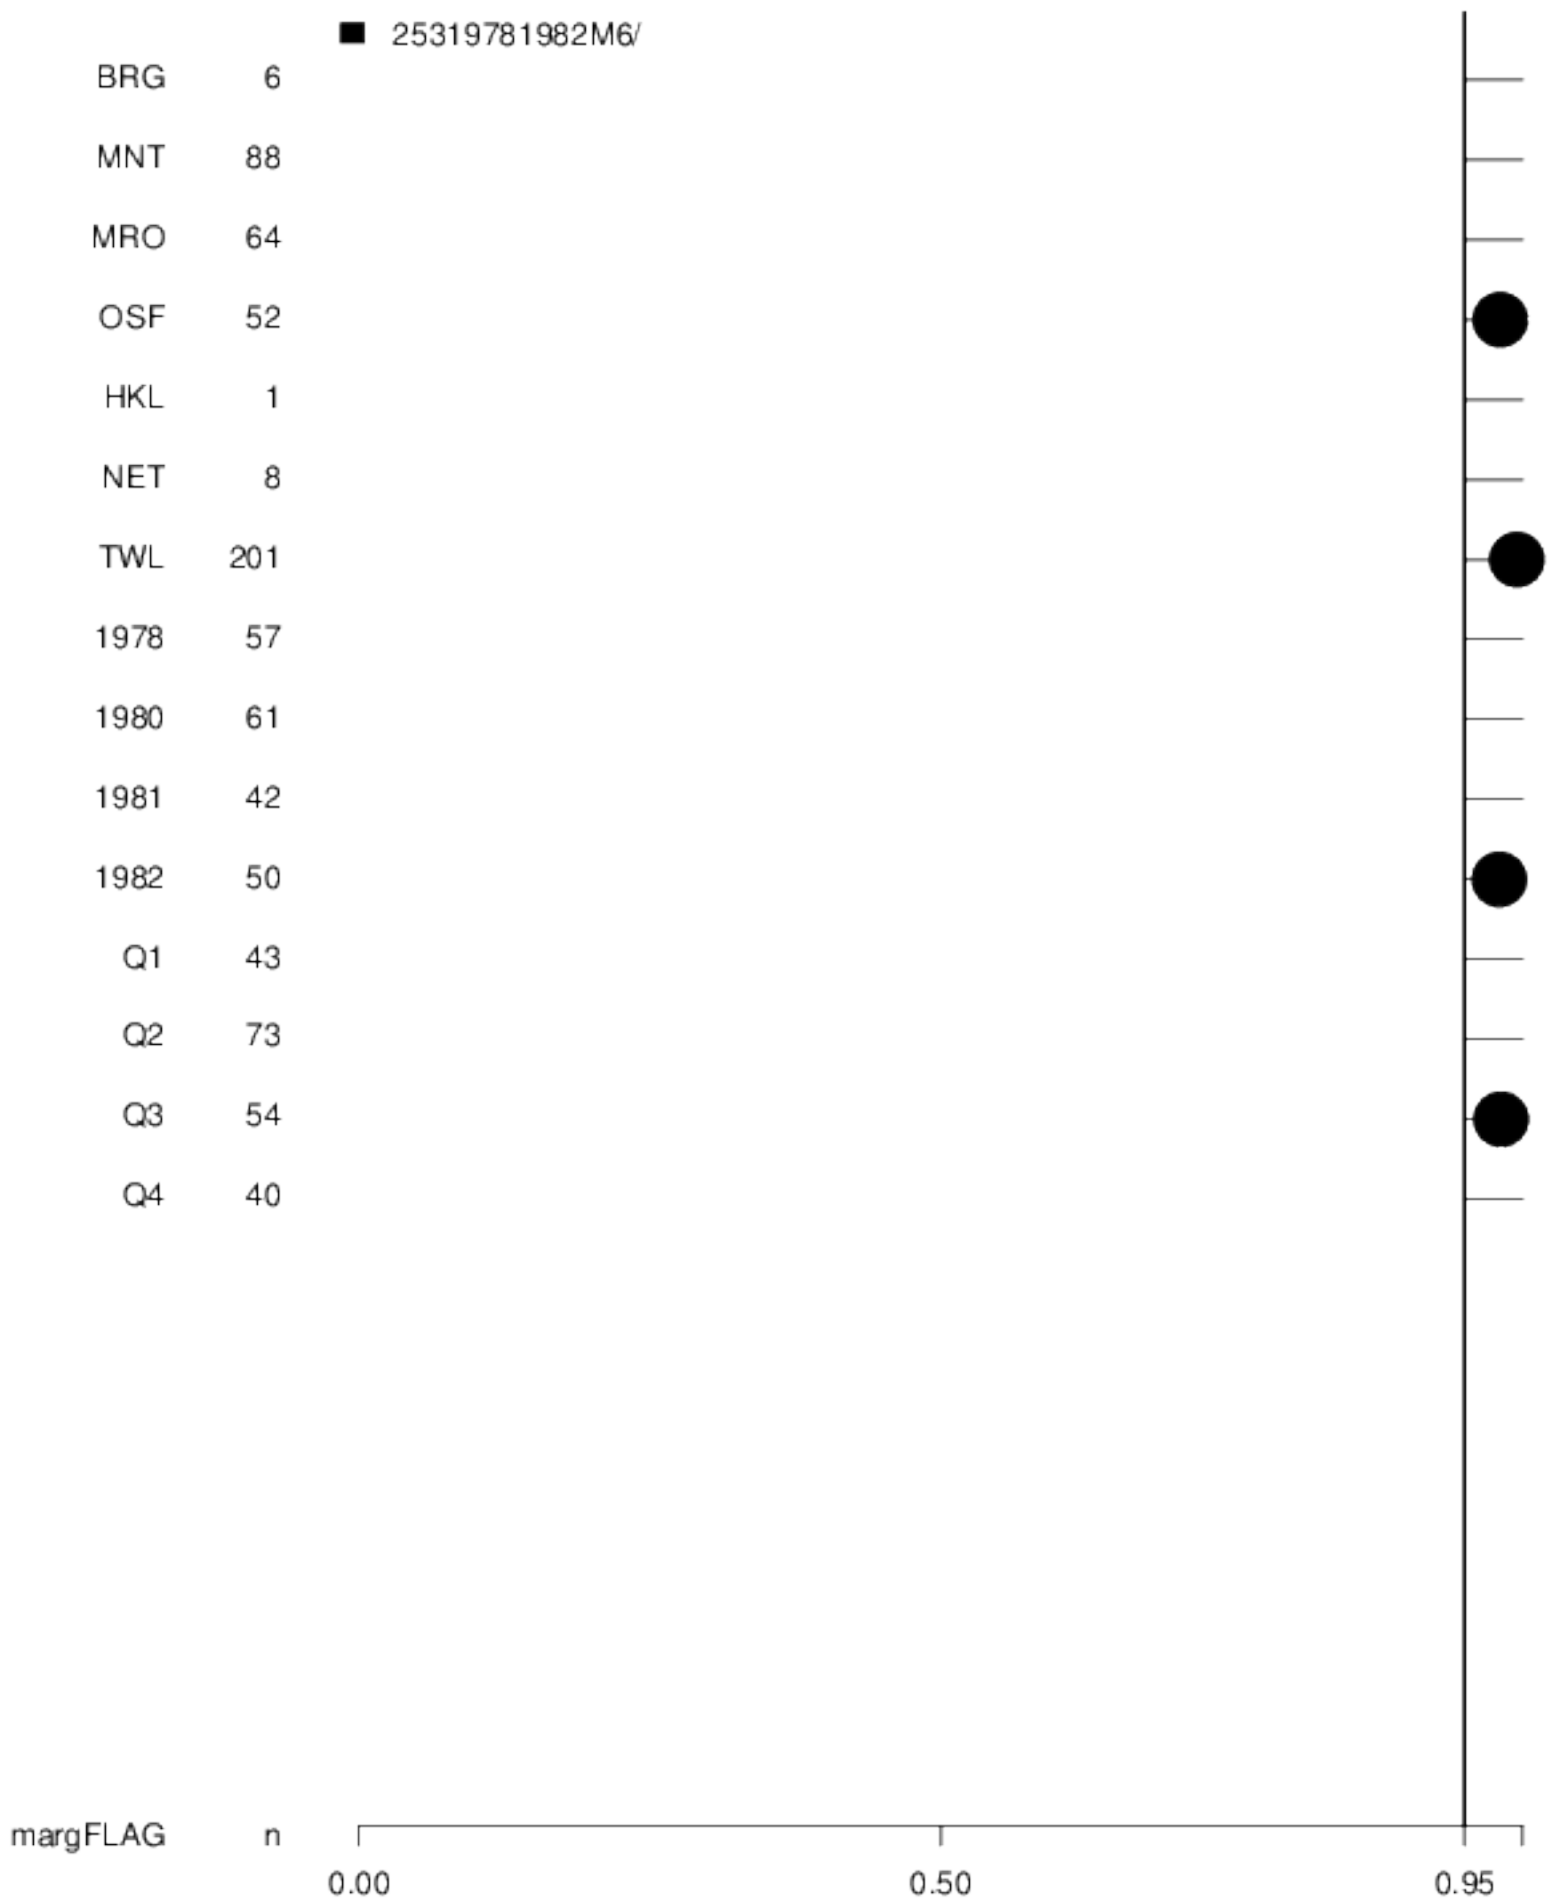 25319781982M6/
BRG 6
MNT 88
MRO 64
OSF 52
HKL 1
NET 8
TWL 201
1978 57
1980 61
1981 42
1982 50
Q1 43
Q2 73
Q3 54
Q4 40
margFLAG n
0.00 0.50 0.95